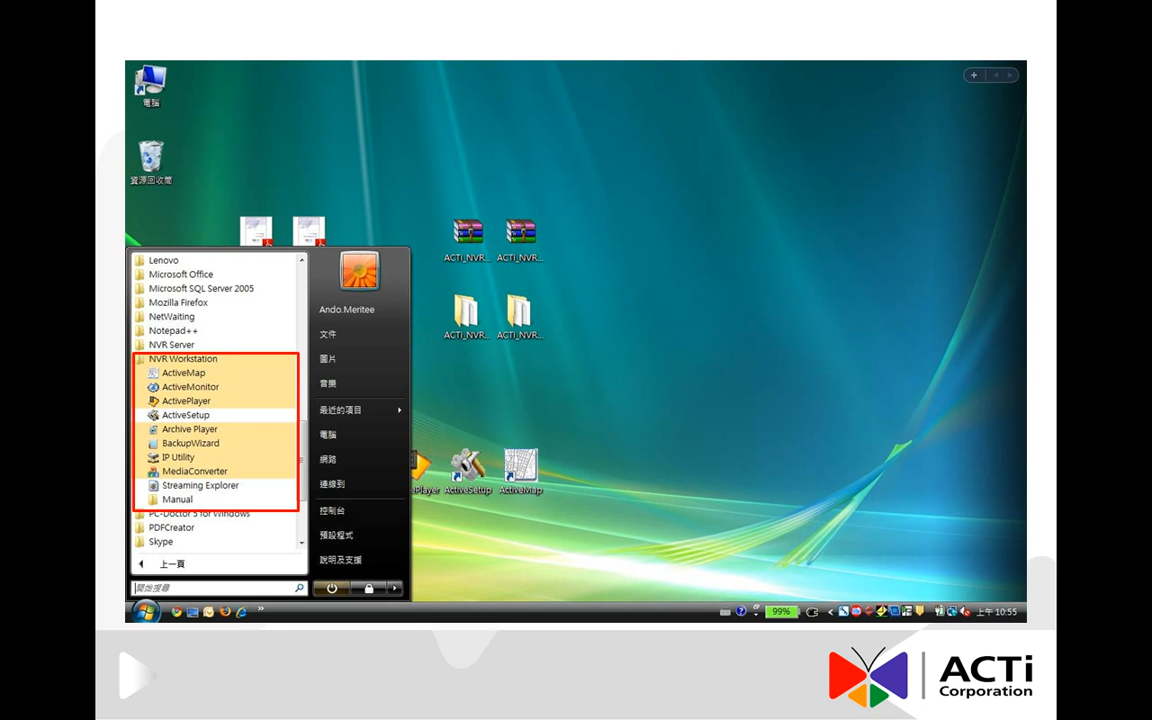 電腦
資源回收筒
ACTi_NVR...
ACTi_NVR...
ACTi_NVR...
ACTi_NVR...
Lenovo
Microsoft Office
Microsoft SQL Server 2005
Mozilla Firefox
NetWaiting
Notepad++
NVR Server
NVR Workstation
ActiveMap
ActiveMonitor
ActivePlayer
ActiveSetup
Archive Player
BackupWizard
IP Utility
MediaConverter
Streaming Explorer
Manual
PC-Doctor 5 for Windows
PDFCreator
Skype
上一頁
開始搜尋
Ando.Meritee
文件
圖片
音樂
最近的項目
電腦
網路
連線到
控制台
預設程式
說明及支援
ePlayer
ActiveSetup
ActiveMap
99%
上午 10:55
ACTi
Corporation